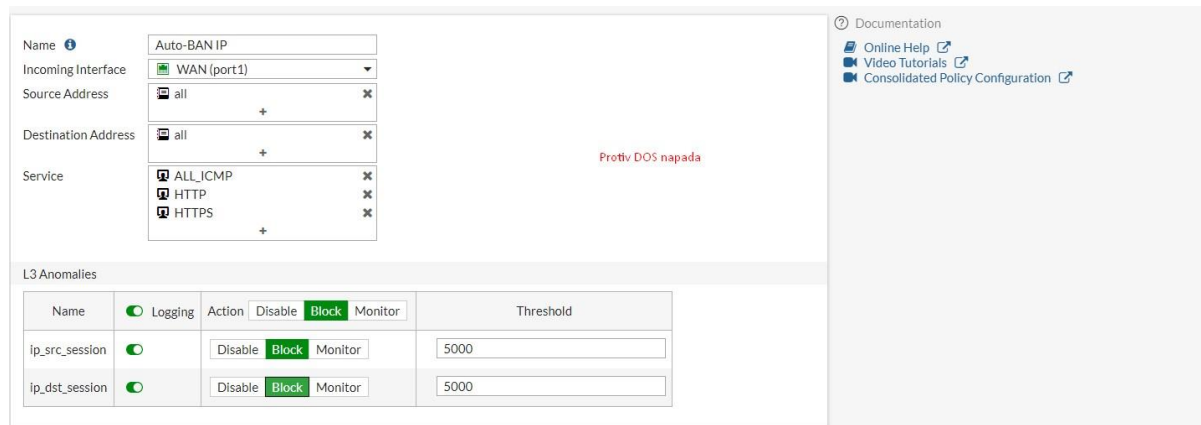 Name
Auto-BAN IP
Incoming Interface
WAN (port1)
Source Address
all
+
Destination Address
all
+
Service
ALL_ICMP
HTTP
HTTPS
+
Protiv DOS napada
Documentation
Online Help
Video Tutorials
Consolidated Policy Configuration
L3 Anomalies
Name Logging Action Disable Block Monitor Threshold
ip_src_session Disable Block Monitor 5000
ip_dst_session Disable Block Monitor 5000